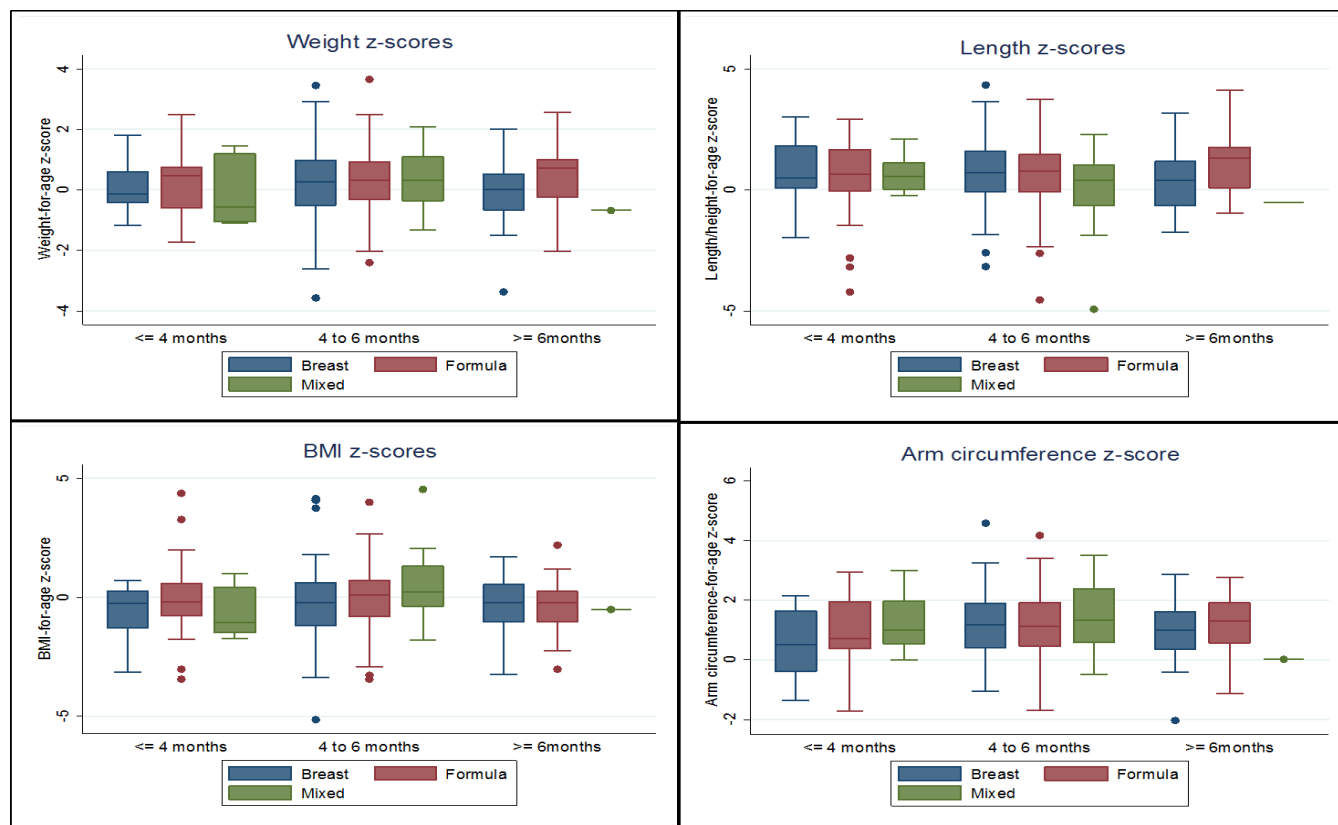 Weight z-scores
Weight-for-age z-score
4
2
0
-2
-4
<= 4 months 4 to 6 months >= 6months
Breast Formula
Mixed
Length z-scores
Length/height-for-age z-score
5
0
-5
<= 4 months 4 to 6 months >= 6months
Breast Formula
Mixed
BMI z-scores
BMI-for-age z-score
5
0
-5
<= 4 months 4 to 6 months >= 6months
Breast Formula
Mixed
Arm circumference z-score
Arm circumference-for-age z-score
6
4
2
0
-2
<= 4 months 4 to 6 months >= 6months
Breast Formula
Mixed